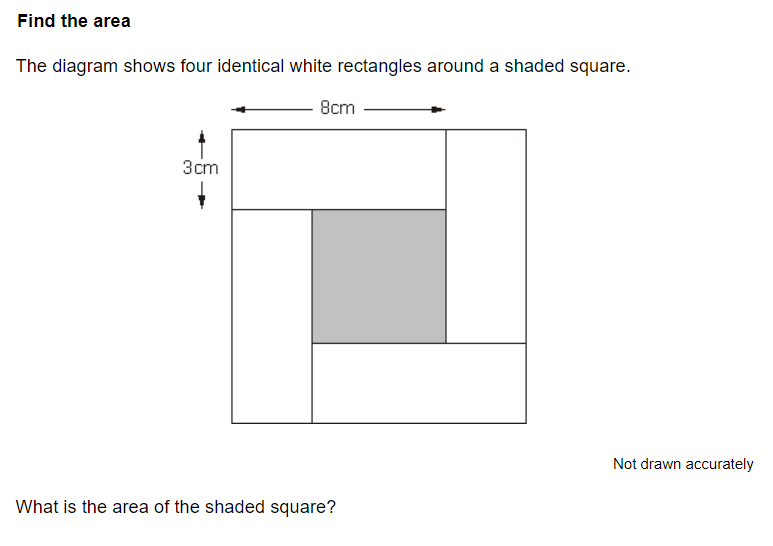 Find the area
The diagram shows four identical white rectangles around a shaded square.
8cm
3cm
Not drawn accurately
What is the area of the shaded square?